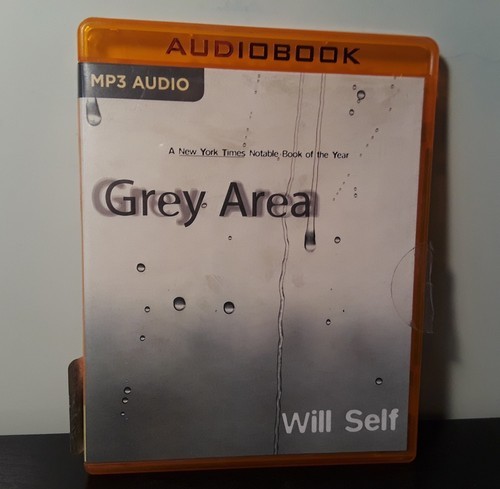 AUDIOBOOK
MP3 AUDIO
A New York Times Notable Book of the Year
Grey Area
Will Self